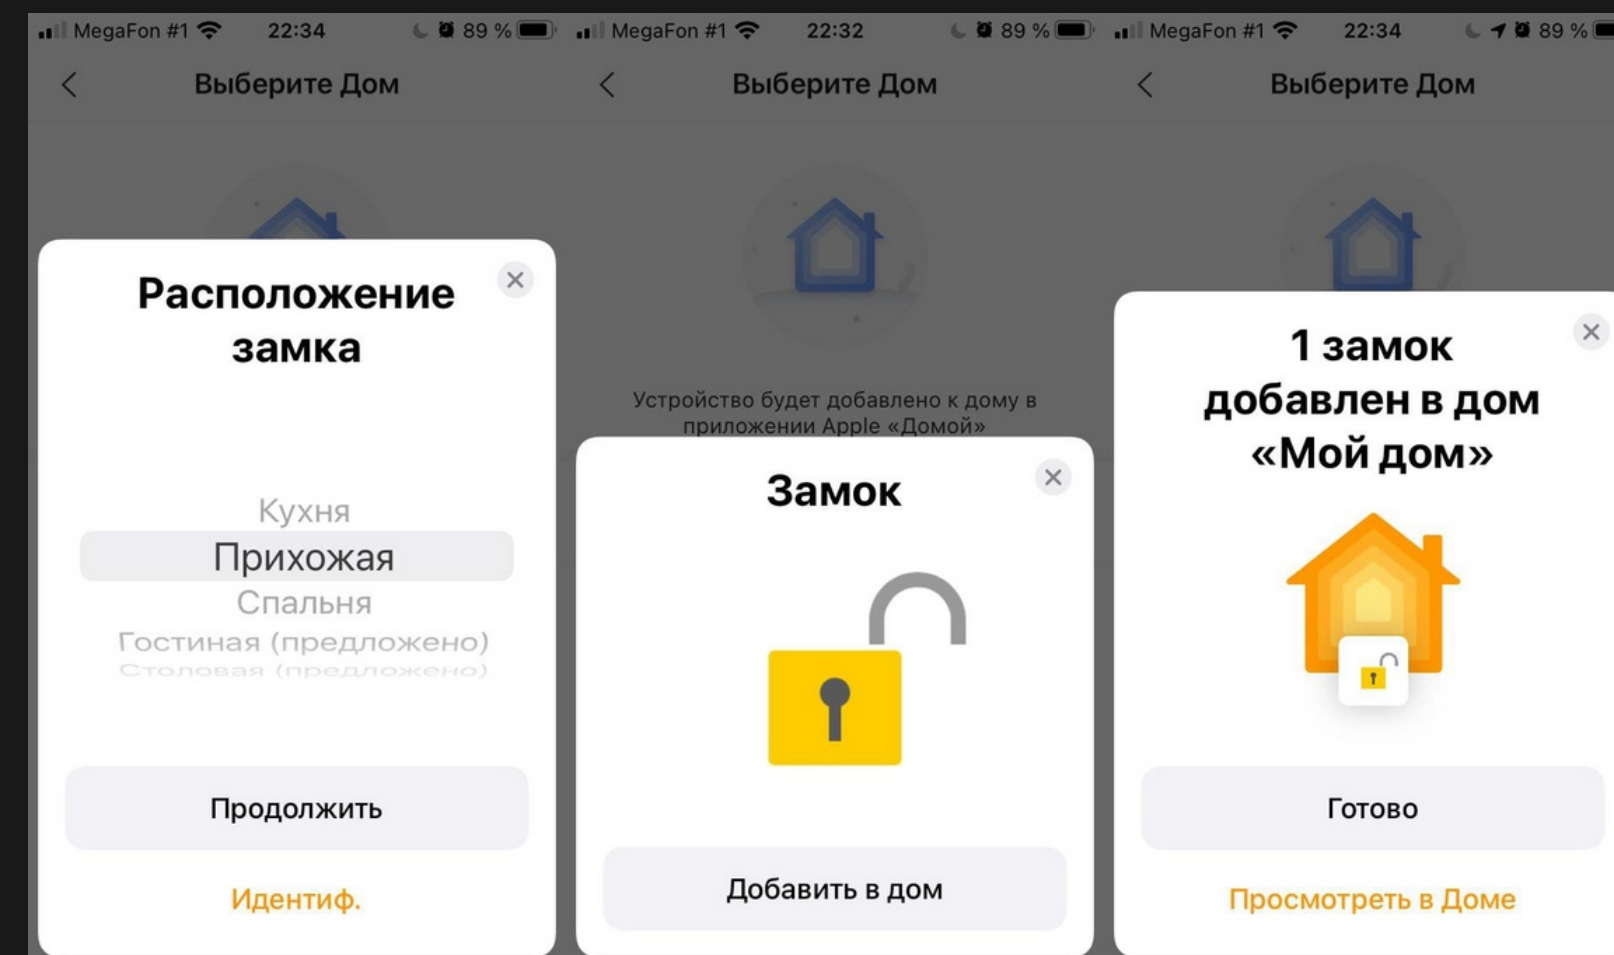 MegaFon #1 22:34 89 %
Выберите Дом
Расположение
замка
Кухня
Прихожая
Спальня
Гостиная (предложено)
Столовая (предложено)
Продолжить
Идентиф.
MegaFon #1 22:32 89 %
Выберите Дом
Устройство будет добавлено к дому в
приложении Apple «Домой»
Замок
Добавить в дом
MegaFon #1 22:34 89 %
Выберите Дом
1 замок
добавлен в дом
«Мой дом»
Готово
Просмотреть в Доме